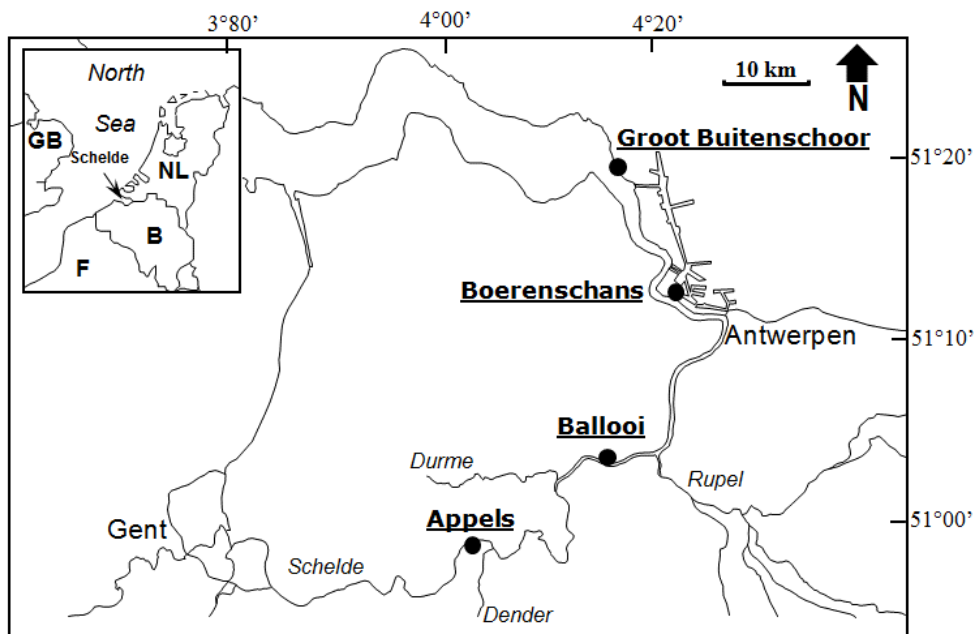 3°80'
4°00'
4°20'
North
Sea
GB
Schelde
NL
B
F
10 km
N
Groot Buitenschoor
51°20'
Boerenschans
Antwerpen
51°10'
Ballooi
Durme
Rupel
Appels
51°00'
Gent
Schelde
Dender